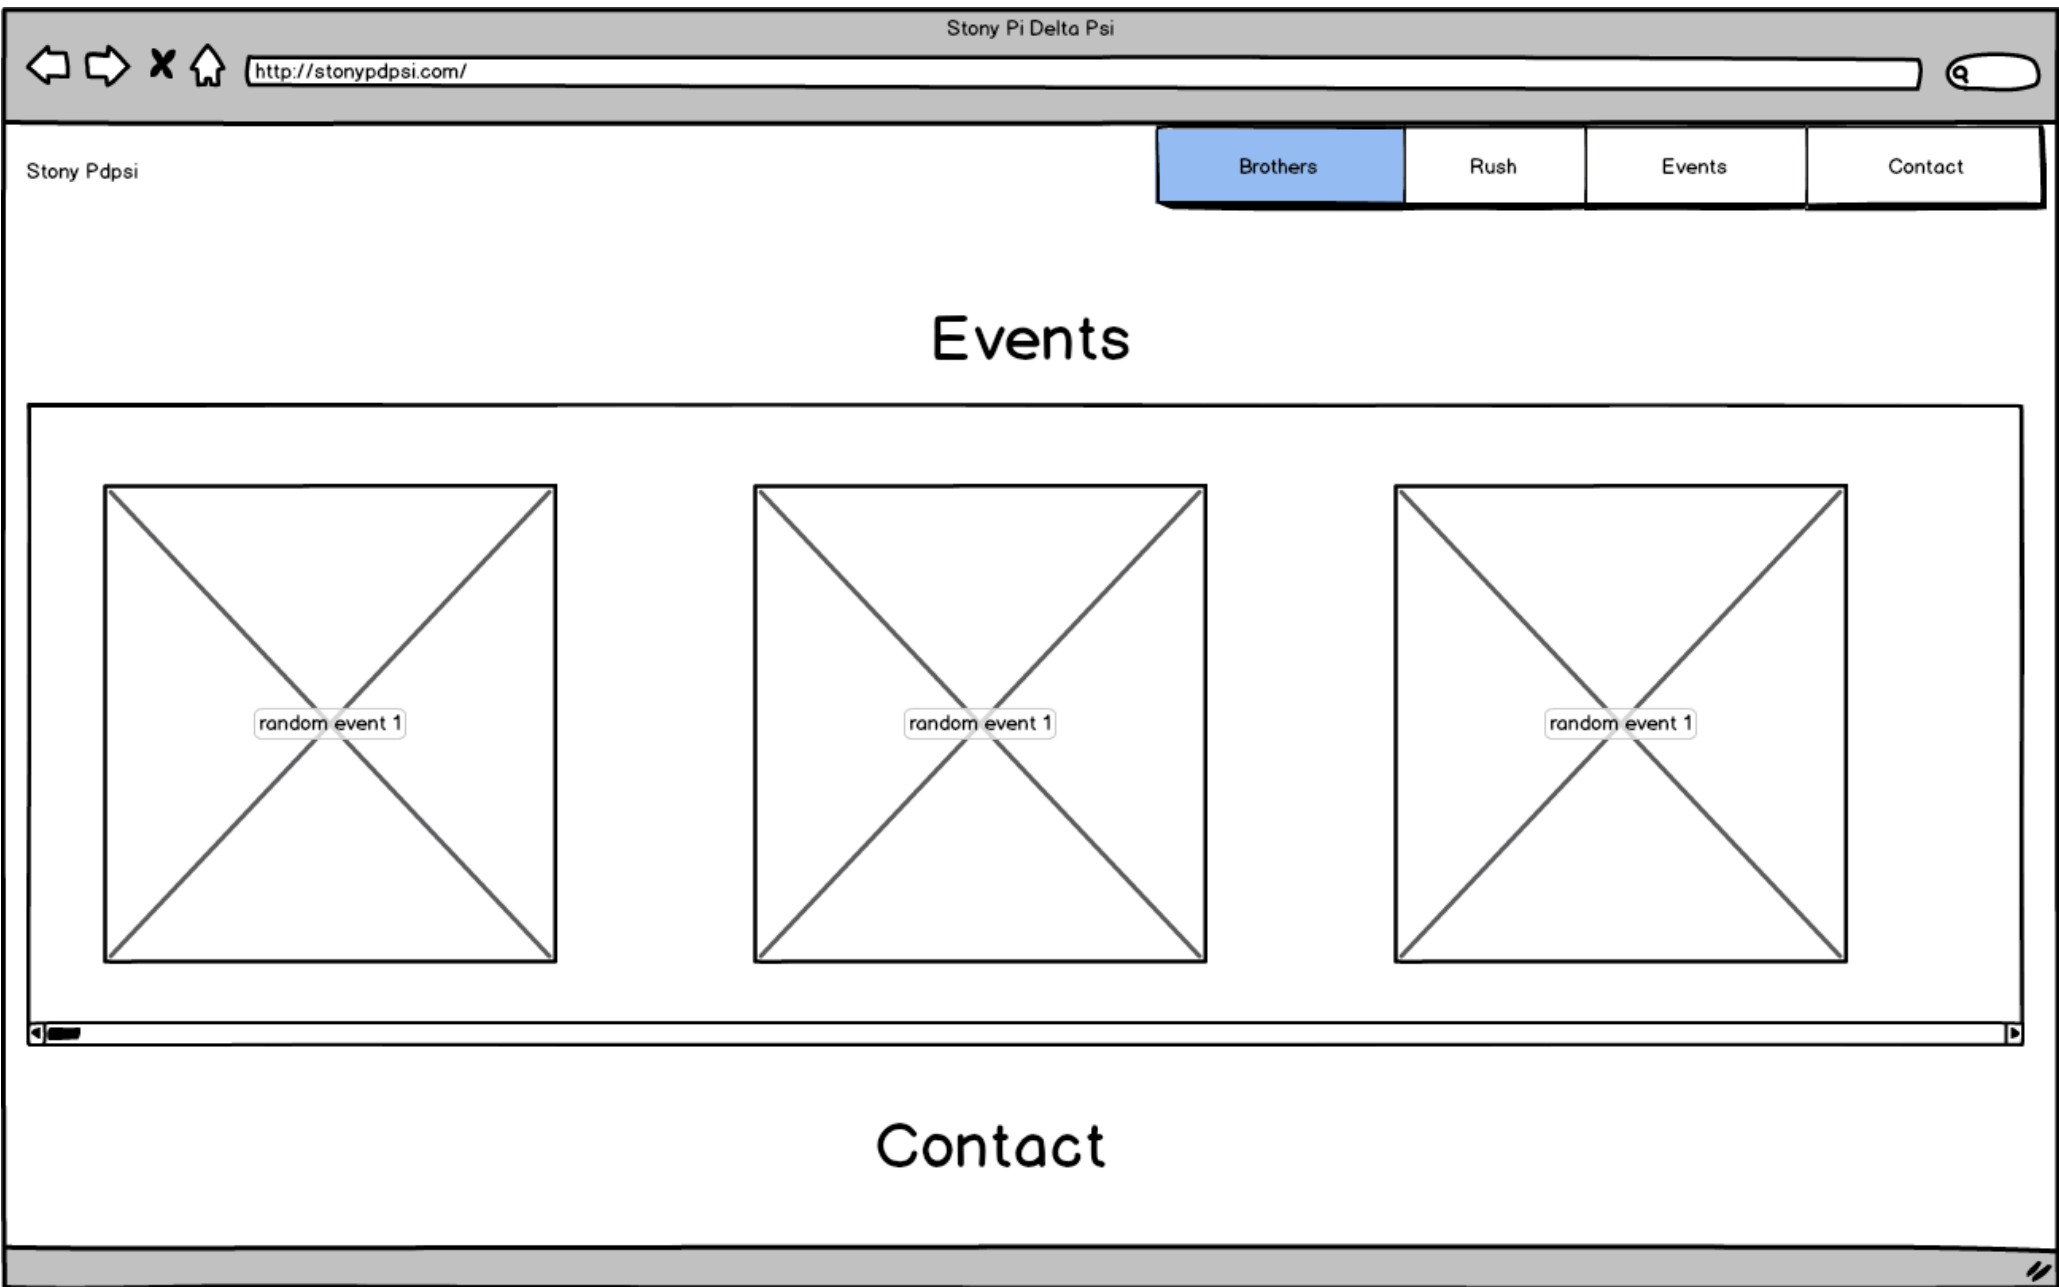 Stony Pi Delta Psi
http://stonypdpsi.com/
Stony Pdpsi
Brothers
Rush
Events
Contact
Events
random event 1
random event 1
random event 1
Contact